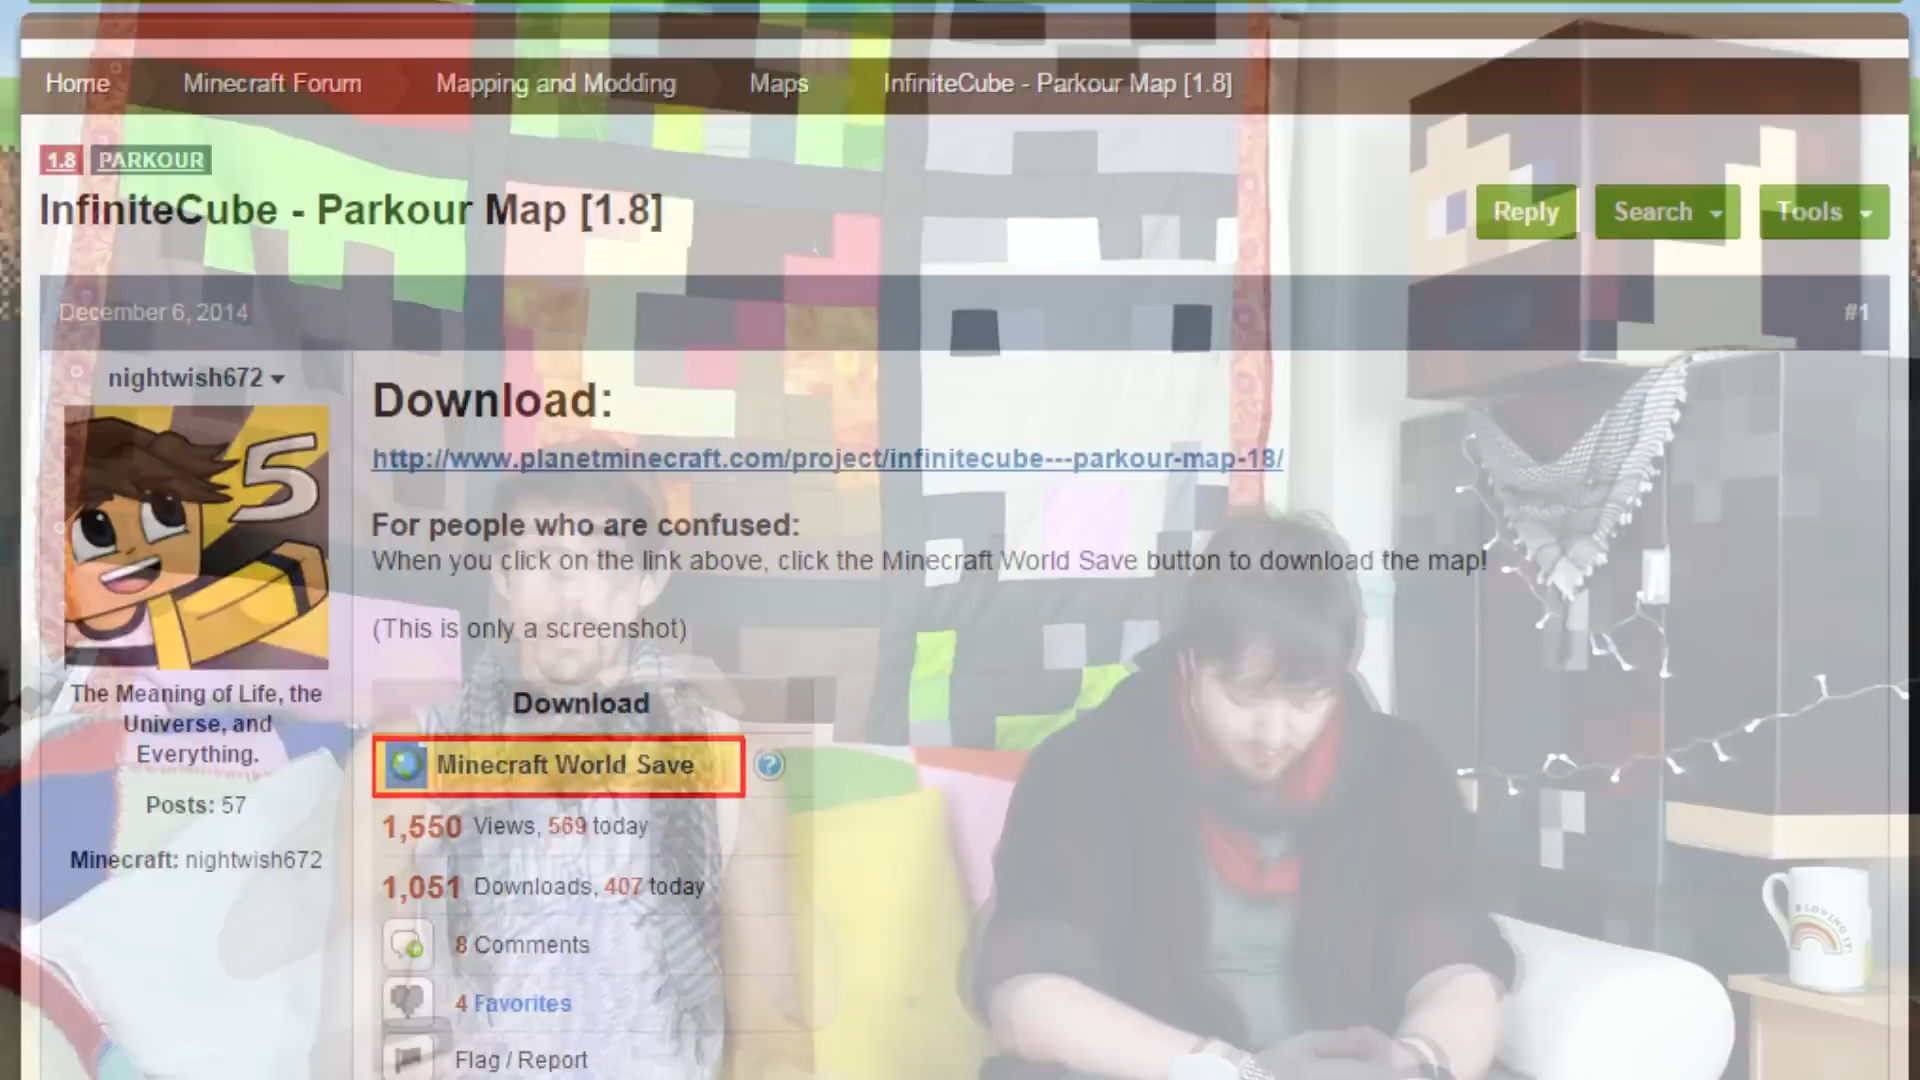 Home Minecraft Forum Mapping and Modding Maps InfiniteCube - Parkour Map [1.8]
1.8 PARKOUR
InfiniteCube - Parkour Map [1.8]
Reply Search Tools
December 6, 2014 #1
nightwish672
5
The Meaning of Life, the
Universe, and
Everything.
Posts: 57
Minecraft: nightwish672
Download:
http://www.planetminecraft.com/project/infinitecube---parkour-map-18/
For people who are confused:
When you click on the link above, click the Minecraft World Save button to download the map!
(This is only a screenshot)
Download
Minecraft World Save ?
1,550 Views, 569 today
1,051 Downloads, 407 today
8 Comments
4 Favorites
Flag / Report
LOVING IT!